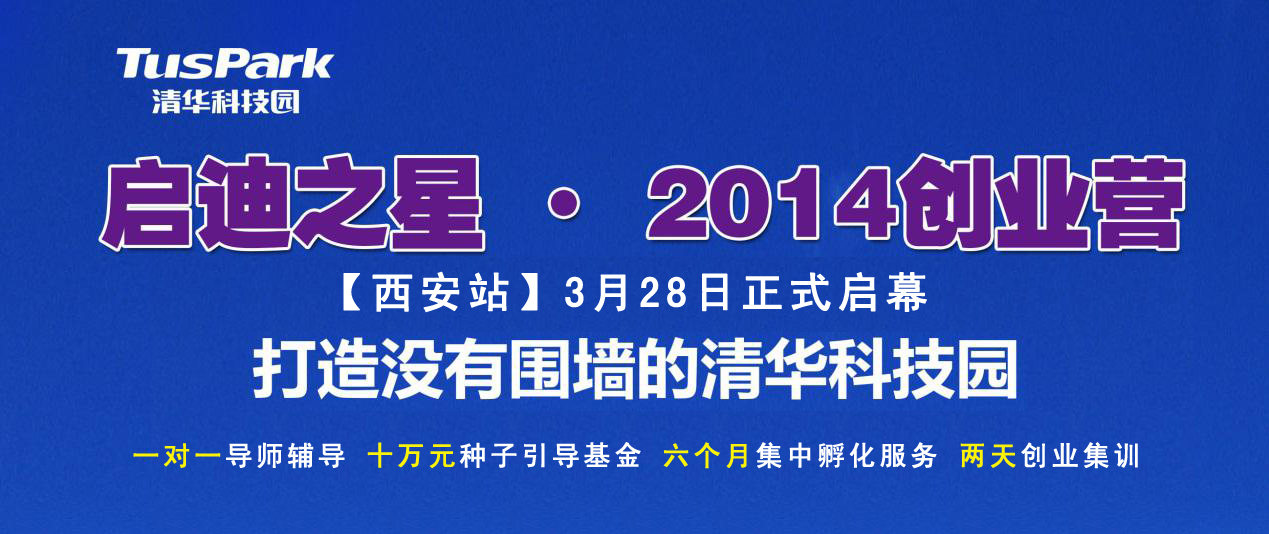 TusPark
清华科技园
启迪之星 · 2014创业营
【西安站】3月28日正式启幕
打造没有围墙的清华科技园
一对一导师辅导 十万元种子引导基金 六个月集中孵化服务 两天创业集训